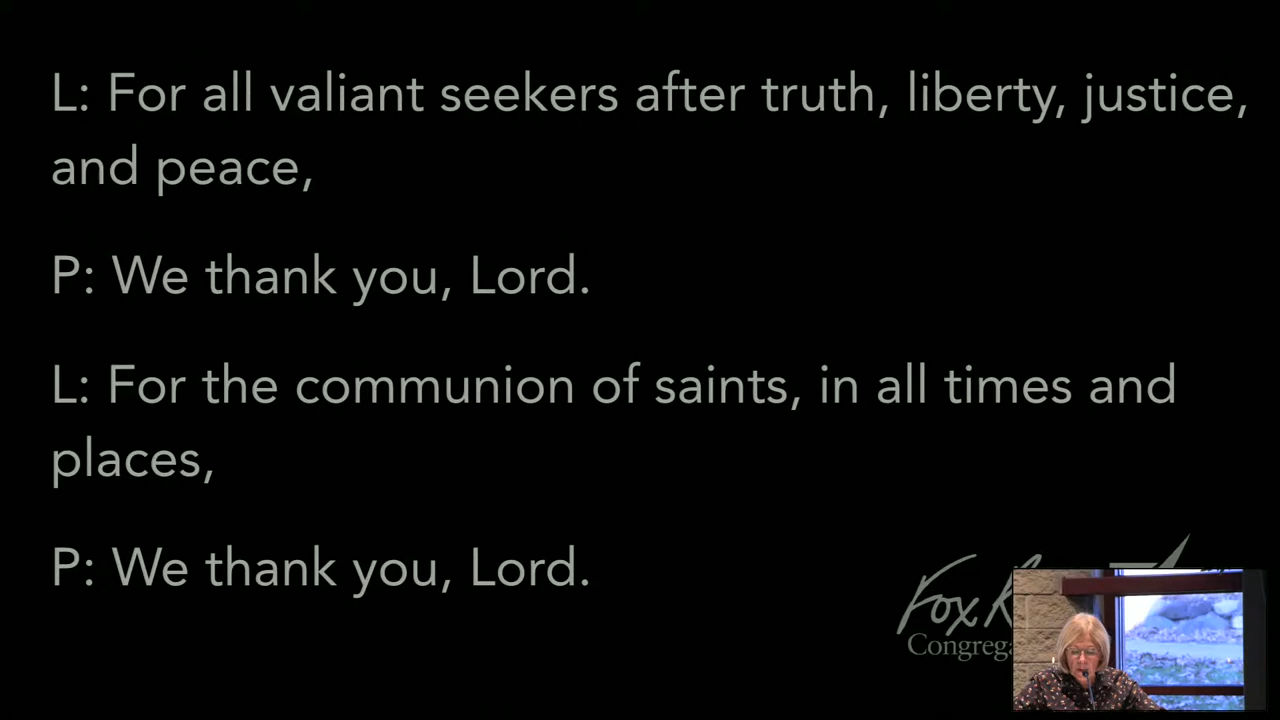 L: For all valiant seekers after truth, liberty, justice,
and peace,
P: We thank you, Lord.
L: For the communion of saints, in all times and
places,
P: We thank you, Lord.
Fox